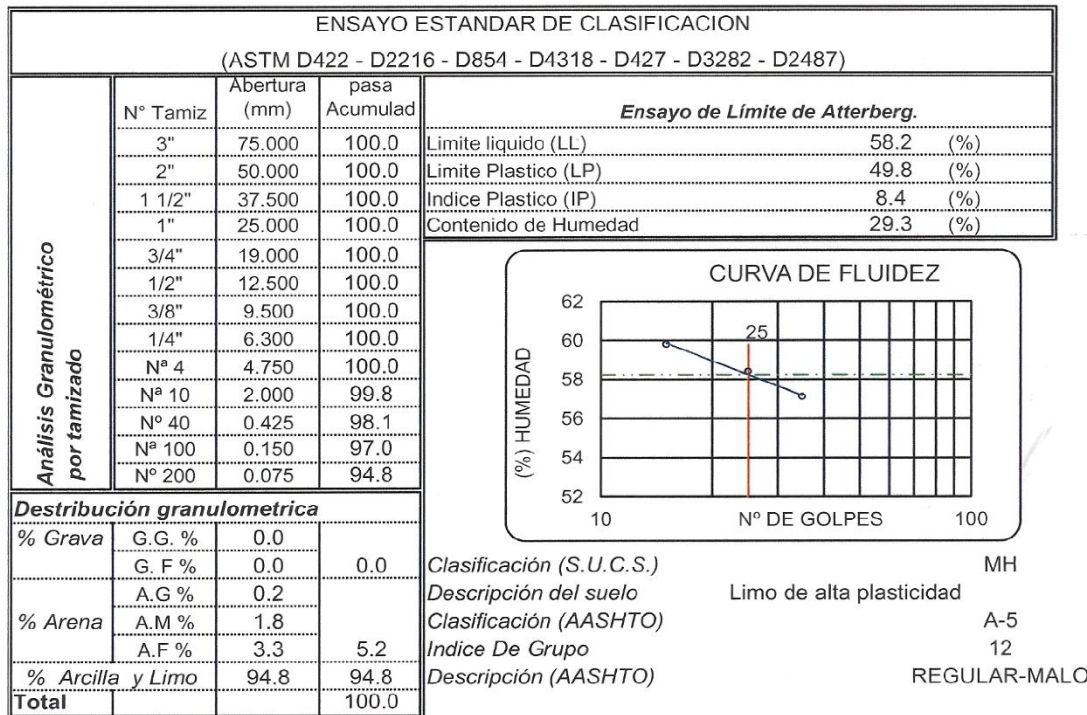 ENSAYO ESTANDAR DE CLASIFICACION
(ASTM D422 - D2216 - D854 - D4318 - D427 - D3282 - D2487)
Análisis Granulométrico
por tamizado
N° Tamiz Abertura (mm) pasa Acumulad
3" 75.000 100.0
2" 50.000 100.0
1 1/2" 37.500 100.0
1" 25.000 100.0
3/4" 19.000 100.0
1/2" 12.500 100.0
3/8" 9.500 100.0
1/4" 6.300 100.0
Nª 4 4.750 100.0
Nª 10 2.000 99.8
Nº 40 0.425 98.1
Nª 100 0.150 97.0
Nº 200 0.075 94.8
Ensayo de Límite de Atterberg.
Limite liquido (LL) 58.2 (%)
Limite Plastico (LP) 49.8 (%)
Indice Plastico (IP) 8.4 (%)
Contenido de Humedad 29.3 (%)
CURVA DE FLUIDEZ
(%) HUMEDAD
62
60
58
56
54
52
25
10 Nº DE GOLPES 100
Destribución granulometrica
% Grava G.G. % 0.0
G. F % 0.0 0.0
% Arena A.G % 0.2
A.M % 1.8
A.F % 3.3 5.2
% Arcilla y Limo 94.8 94.8
Total 100.0
Clasificación (S.U.C.S.) MH
Descripción del suelo Limo de alta plasticidad
Clasificación (AASHTO) A-5
Indice De Grupo 12
Descripción (AASHTO) REGULAR-MALO